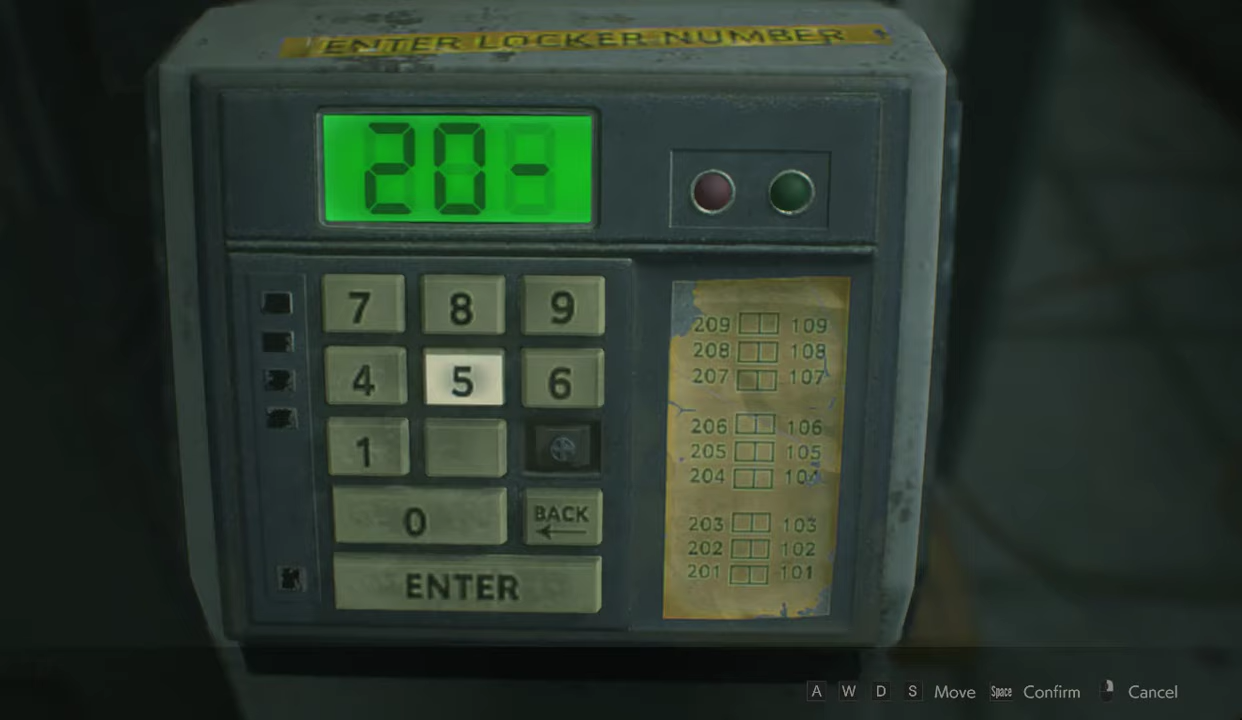 ENTER LOCKER NUMBER
20-
7 8 9
4 5 6
1
0 BACK
ENTER
209 109
208 108
207 107
206 106
205 105
204 104
203 103
202 102
201 101
A W D S Move Space Confirm Cancel